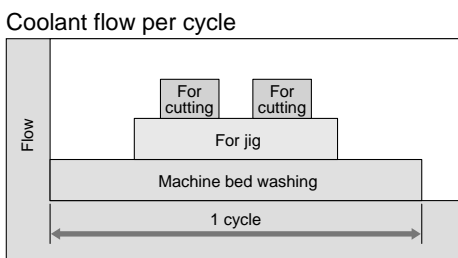 Coolant flow per cycle
Flow
For
cutting
For
cutting
For jig
Machine bed washing
1 cycle